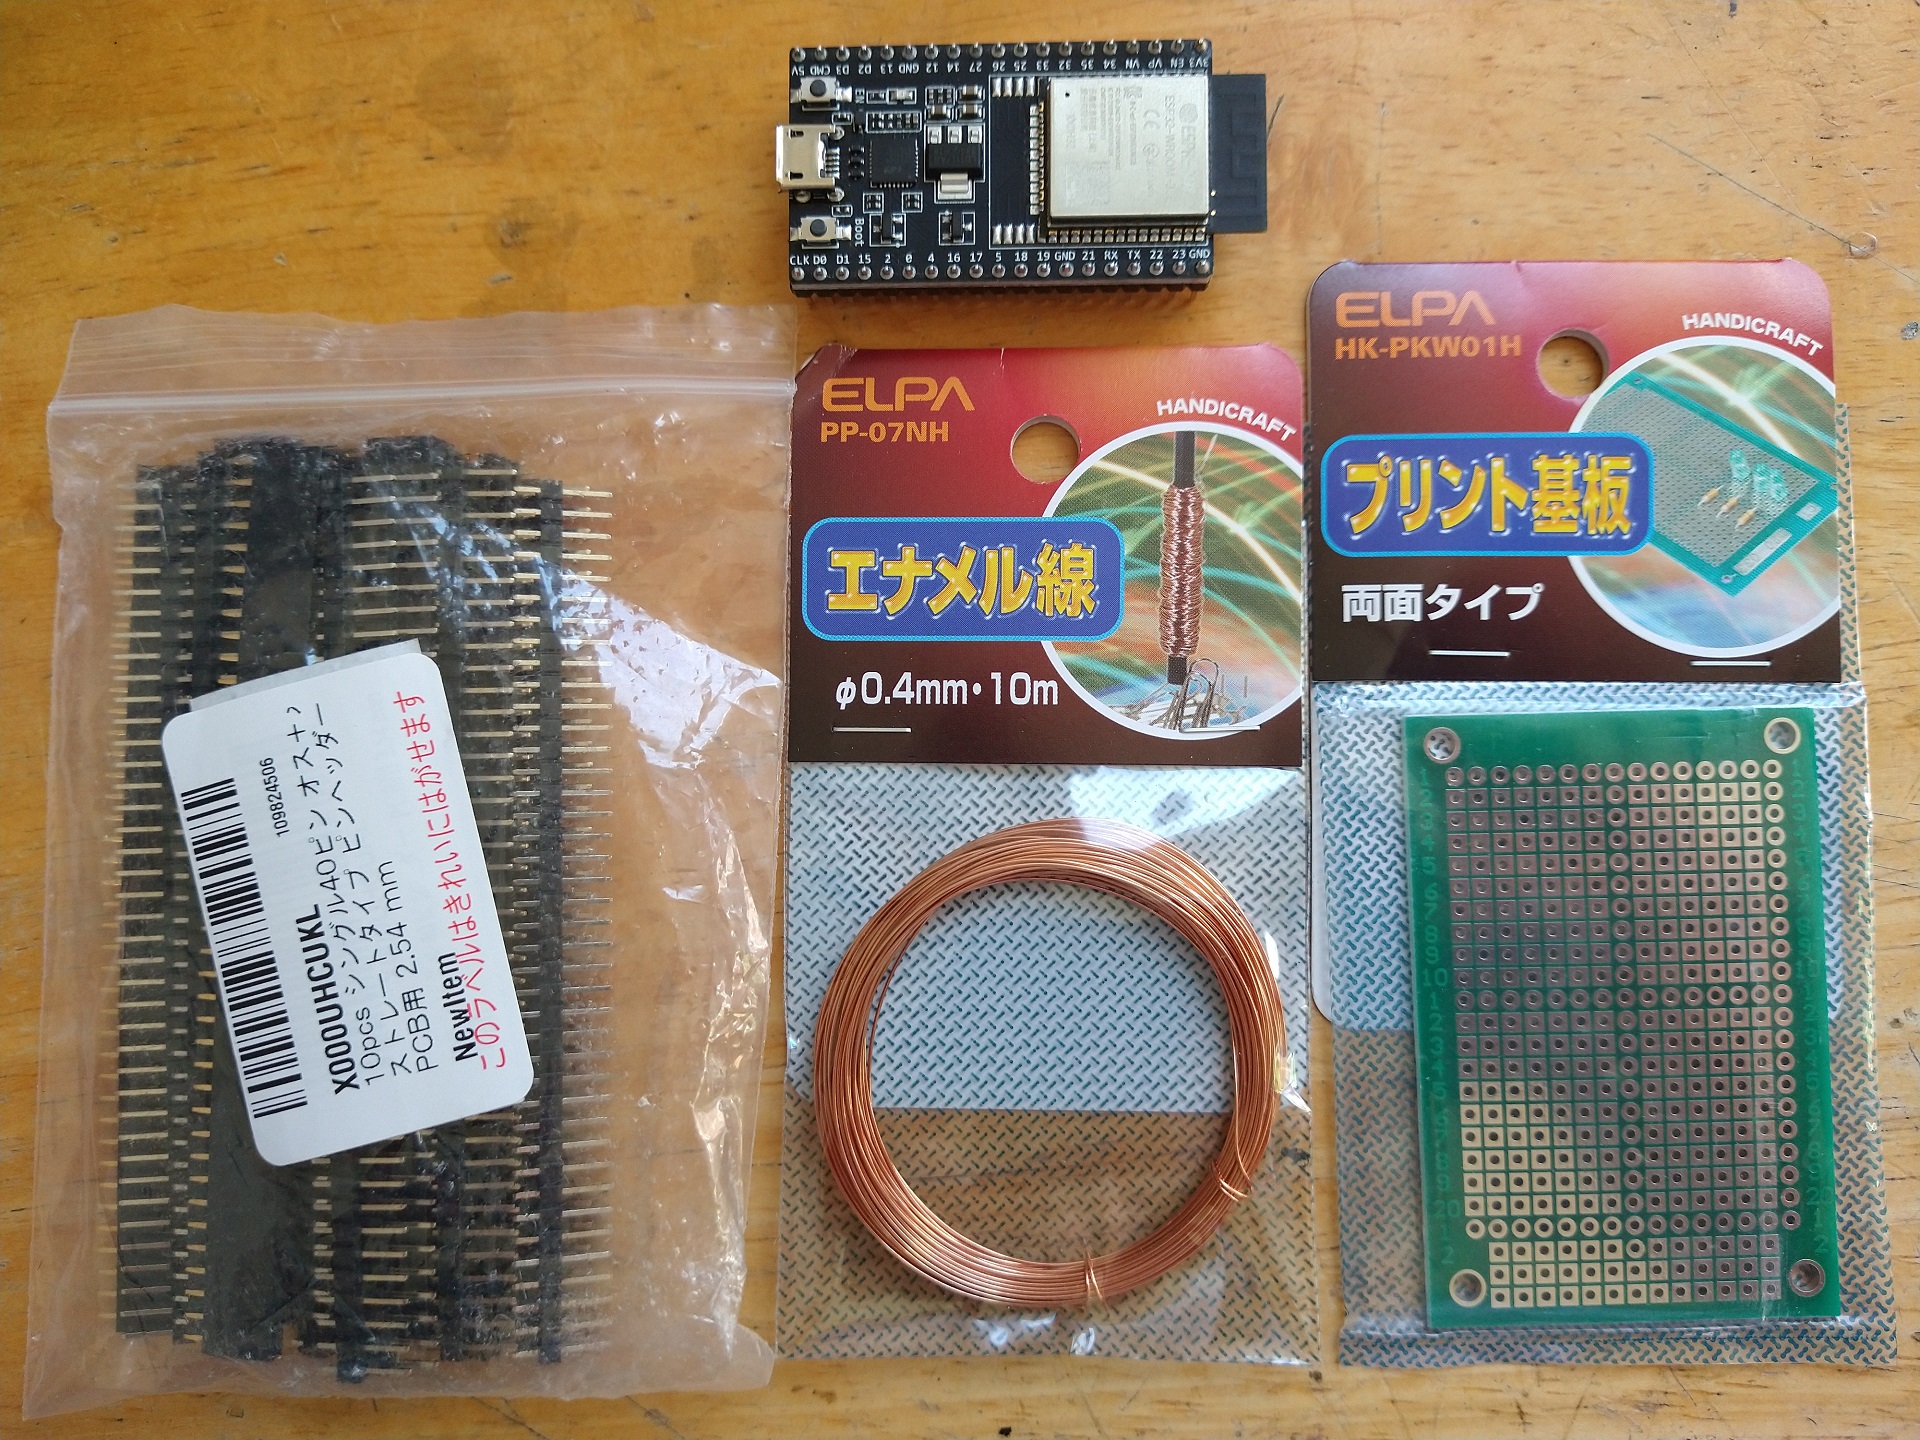 5V CMD D3 D2 13 GND 12 14 27 26 25 33 32 35 34 VN VP EN 3V3
EN
Boot
CLK D0 D1 15 2 0 4 16 17 5 18 19 GND 21 RX TX 22 23 GND
X000UHCUKL
109824506
10pcs シングル40ピン オス+ン
ストレートタイプ ピンヘッダー
PCB用 2.54 mm
NewItem
このラベルはきれいにはがせます
ELPA
PP-07NH
HANDICRAFT
エナメル線
φ0.4mm・10m
ELPA
HK-PKW01H
HANDICRAFT
プリント基板
両面タイプ